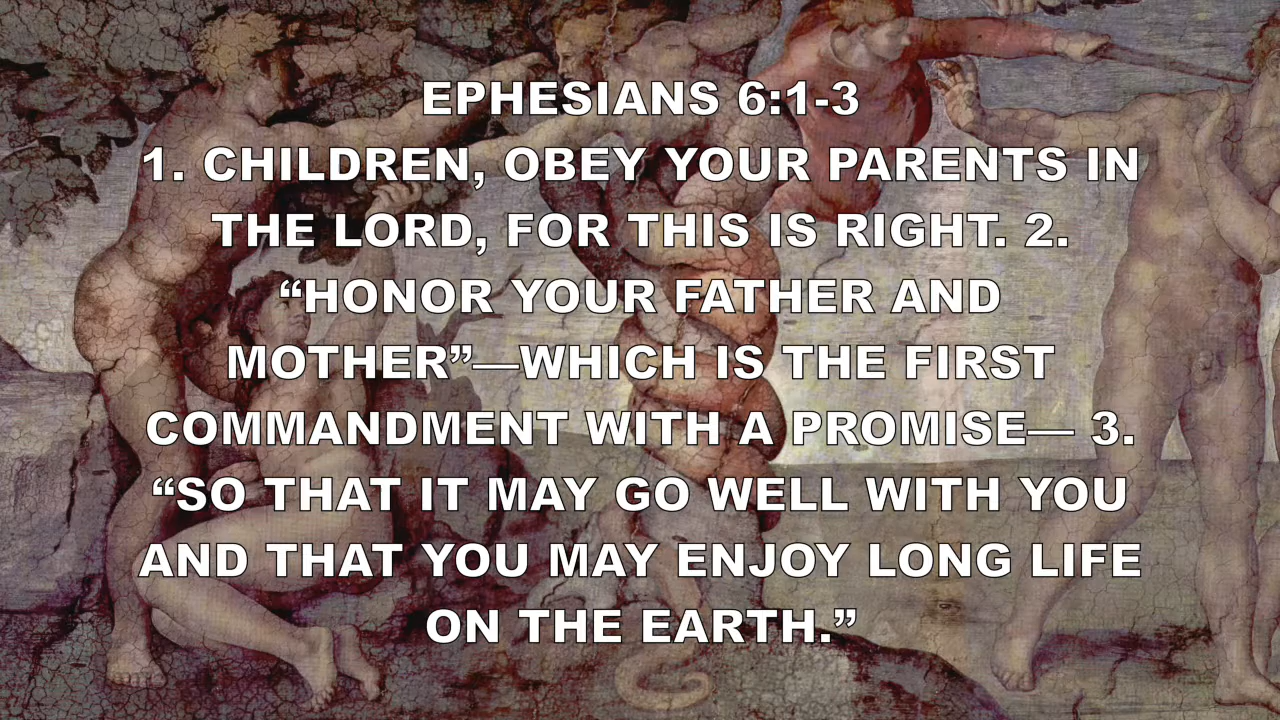 EPHESIANS 6:1-3
1. CHILDREN, OBEY YOUR PARENTS IN
THE LORD, FOR THIS IS RIGHT. 2.
“HONOR YOUR FATHER AND
MOTHER”—WHICH IS THE FIRST
COMMANDMENT WITH A PROMISE— 3.
“SO THAT IT MAY GO WELL WITH YOU
AND THAT YOU MAY ENJOY LONG LIFE
ON THE EARTH.”